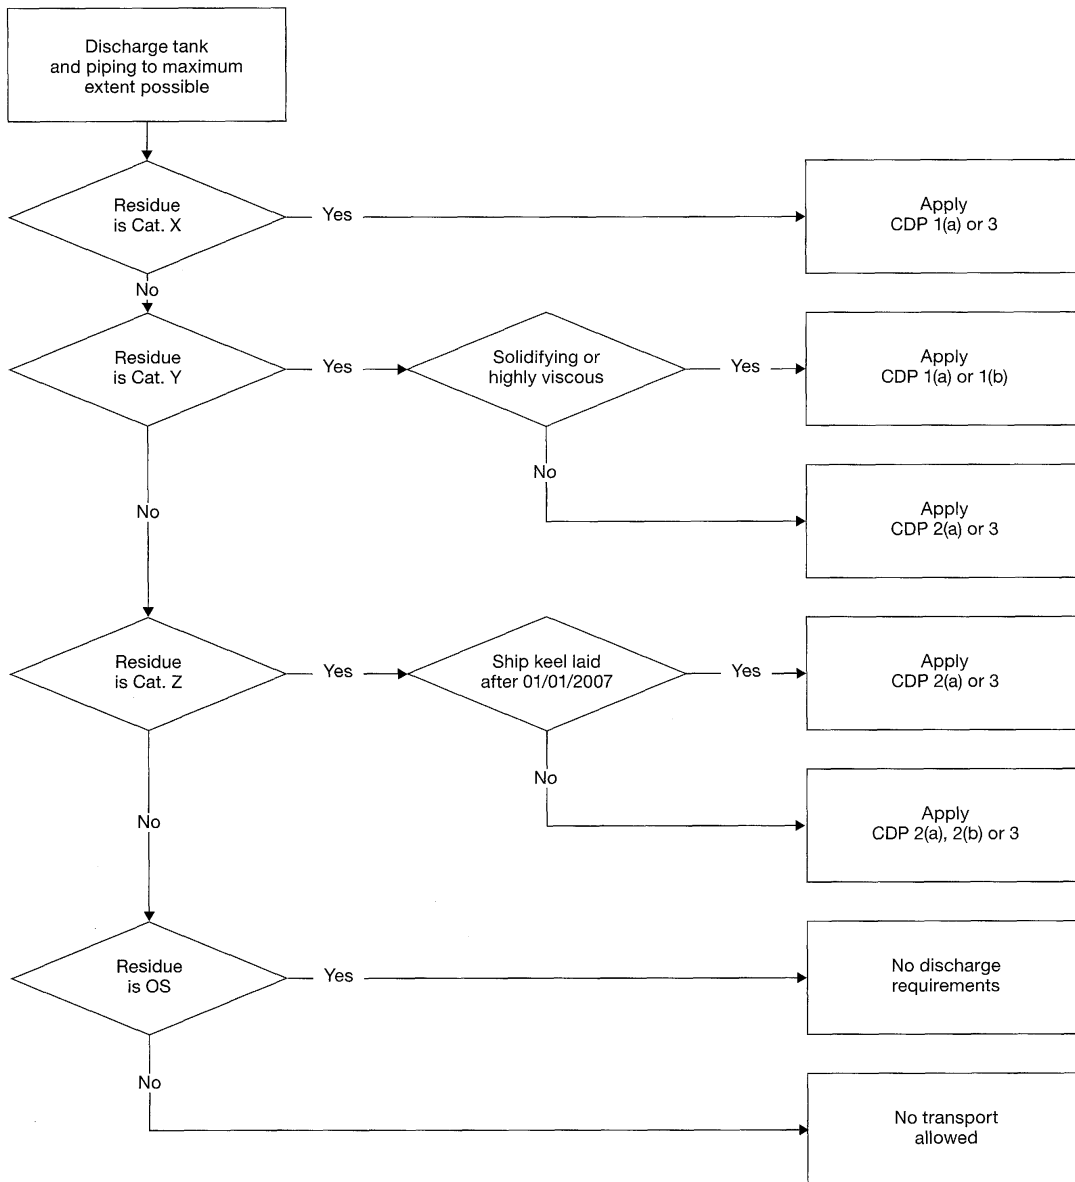 Discharge tank
and piping to maximum
extent possible
Residue
is Cat. X
Yes
Apply
CDP 1(a) or 3
No
Residue
is Cat. Y
Yes
Solidifying or
highly viscous
Yes
Apply
CDP 1(a) or 1(b)
No
Apply
CDP 2(a) or 3
No
Residue
is Cat. Z
Yes
Ship keel laid
after 01/01/2007
Yes
Apply
CDP 2(a) or 3
No
Apply
CDP 2(a), 2(b) or 3
No
Residue
is OS
Yes
No discharge
requirements
No
No transport
allowed